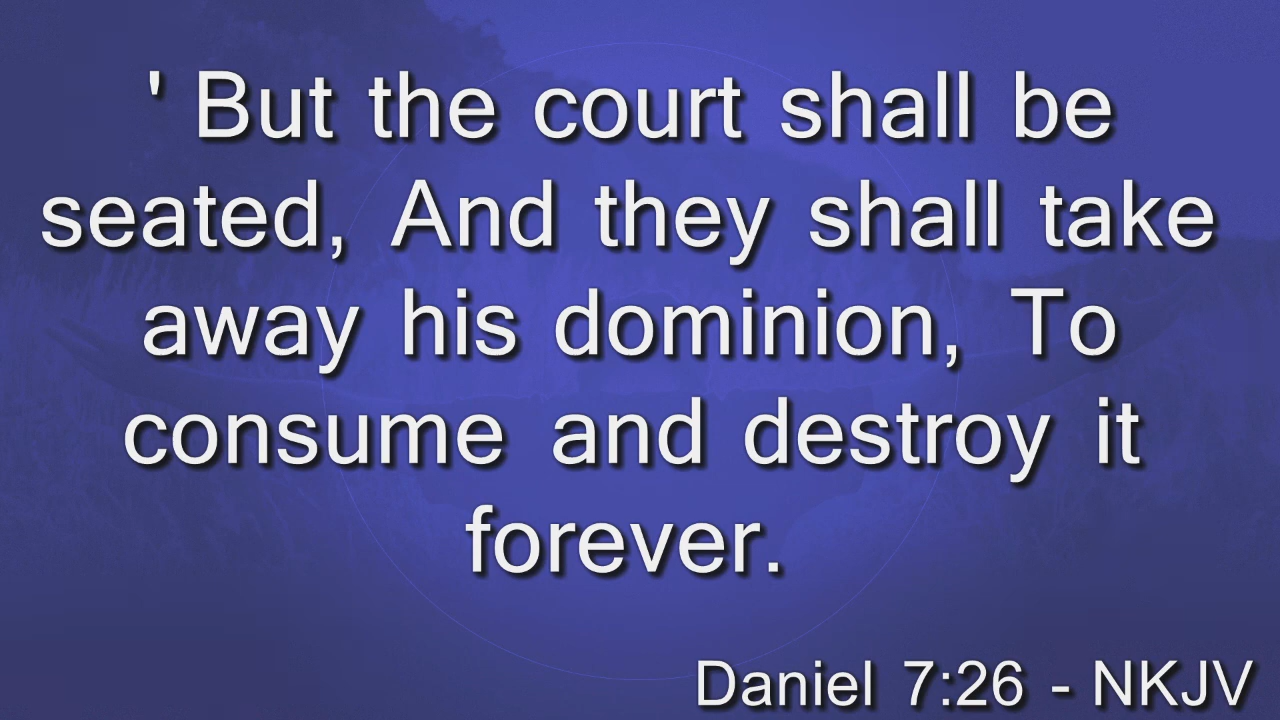 ' But the court shall be
seated, And they shall take
away his dominion, To
consume and destroy it
forever.
Daniel 7:26 - NKJV